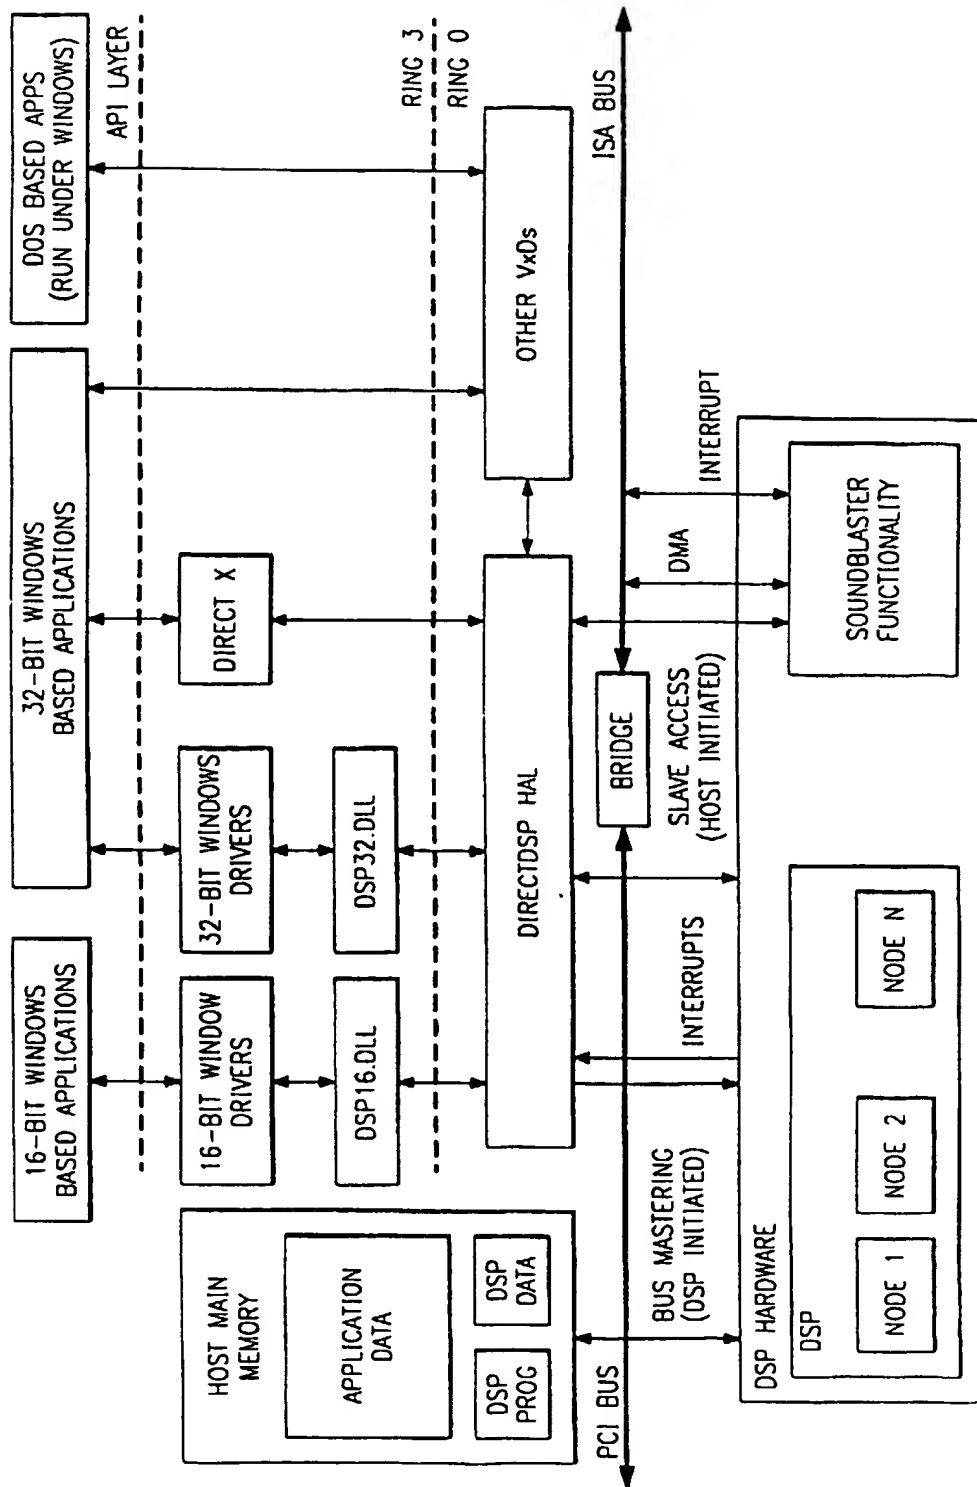 16-BIT WINDOWS
BASED APPLICATIONS
32-BIT WINDOWS
BASED APPLICATIONS
DOS BASED APPS
(RUN UNDER WINDOWS)
API LAYER
HOST MAIN
MEMORY
APPLICATION
DATA
DSP
PROG
DSP
DATA
16-BIT WINDOW
DRIVERS
32-BIT WINDOWS
DRIVERS
DIRECT X
DSP16.DLL
DSP32.DLL
RING 3
RING 0
DIRECTDSP HAL
OTHER VxDs
PCI BUS
BRIDGE
ISA BUS
BUS MASTERING
(DSP INITIATED)
INTERRUPTS
SLAVE ACCESS
(HOST INITIATED)
DMA
INTERRUPT
DSP HARDWARE
DSP
NODE 1
NODE 2
NODE N
SOUNDBLASTER
FUNCTIONALITY